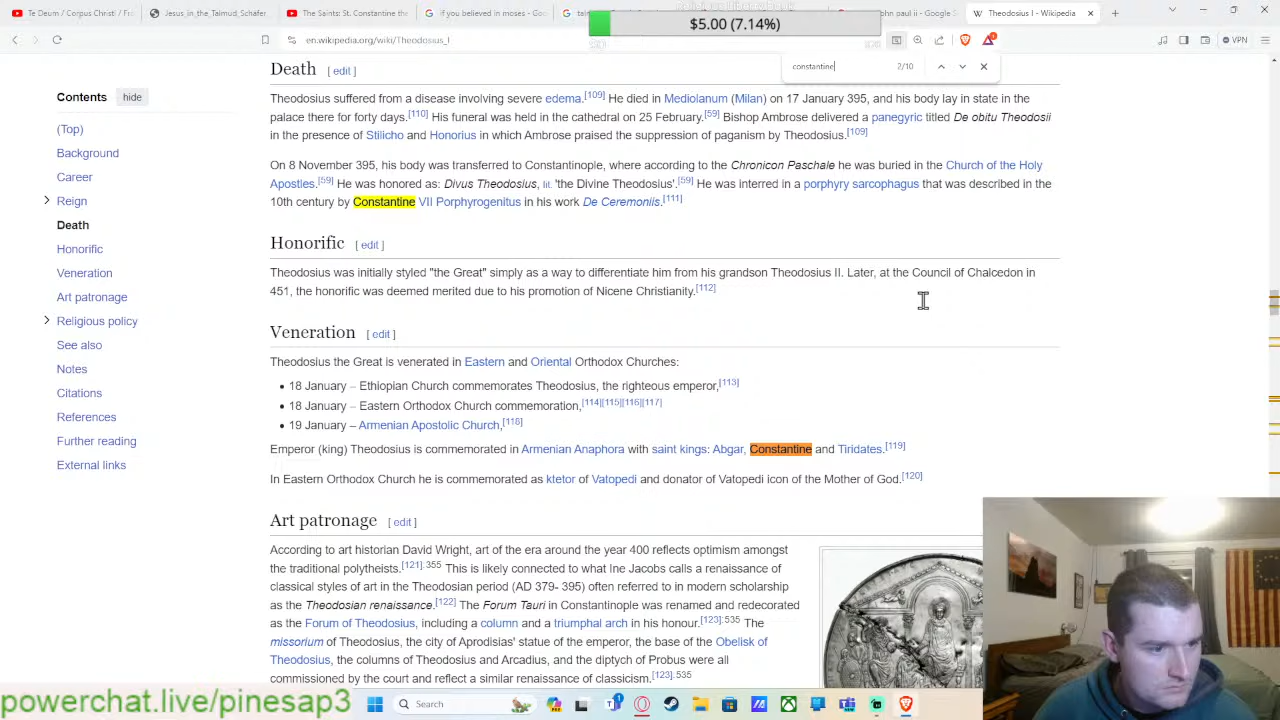 Te Deum / Corpus Christi / Fro
Jesus_in_Talmud_Schäfer.
The
if you believed in moses - Goog
john paul ii - Google S
Theodosius I - Wikipedia
$5.00 (7.14%)
en.wikipedia.org/wiki/Theodosius_I
VPN
constantine
2/10
Contents
hide
(Top)
Background
Career
Reign
Death
Honorific
Veneration
Art patronage
Religious policy
See also
Notes
Citations
References
Further reading
External links
Death [ edit ]
Theodosius suffered from a disease involving severe edema.[109] He died in Mediolanum (Milan) on 17 January 395, and his body lay in state in the
palace there for forty days.[110] His funeral was held in the cathedral on 25 February.[59] Bishop Ambrose delivered a panegyric titled De obitu Theodosii
in the presence of Stilicho and Honorius in which Ambrose praised the suppression of paganism by Theodosius.[109]
On 8 November 395, his body was transferred to Constantinople, where according to the Chronicon Paschale he was buried in the Church of the Holy
Apostles.[59] He was honored as: Divus Theodosius, lit. 'the Divine Theodosius'.[59] He was interred in a porphyry sarcophagus that was described in the
10th century by Constantine VII Porphyrogenitus in his work De Ceremoniis.[111]
Honorific [ edit ]
Theodosius was initially styled "the Great" simply as a way to differentiate him from his grandson Theodosius II. Later, at the Council of Chalcedon in
451, the honorific was deemed merited due to his promotion of Nicene Christianity.[112]
Veneration [ edit ]
Theodosius the Great is venerated in Eastern and Oriental Orthodox Churches:
• 18 January – Ethiopian Church commemorates Theodosius, the righteous emperor,[113]
• 18 January – Eastern Orthodox Church commemoration,[114][115][116][117]
• 19 January – Armenian Apostolic Church,[118]
Emperor (king) Theodosius is commemorated in Armenian Anaphora with saint kings: Abgar, Constantine and Tiridates.[119]
In Eastern Orthodox Church he is commemorated as ktetor of Vatopedi and donator of Vatopedi icon of the Mother of God.[120]
Art patronage [ edit ]
According to art historian David Wright, art of the era around the year 400 reflects optimism amongst
the traditional polytheists.[121]:355 This is likely connected to what Ine Jacobs calls a renaissance of
classical styles of art in the Theodosian period (AD 379- 395) often referred to in modern scholarship
as the Theodosian renaissance.[122] The Forum Tauri in Constantinople was renamed and redecorated
as the Forum of Theodosius, including a column and a triumphal arch in his honour.[123]:535 The
missorium of Theodosius, the city of Aprodisias' statue of the emperor, the base of the Obelisk of
Theodosius, the columns of Theodosius and Arcadius, and the diptych of Probus were all
commissioned by the court and reflect a similar renaissance of classicism.[123]:535
powerchat.live/pinesap3
Search